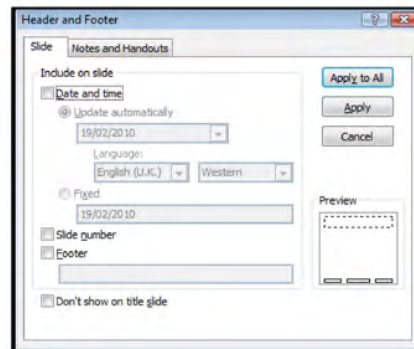 Header and Footer
Slide
Notes and Handouts
Include on slide
Date and time
Update automatically
19/02/2010
Language:
English (U.K.)
Western
Fixed
19/02/2010
Slide number
Footer
Don't show on title slide
Apply to All
Apply
Cancel
Preview